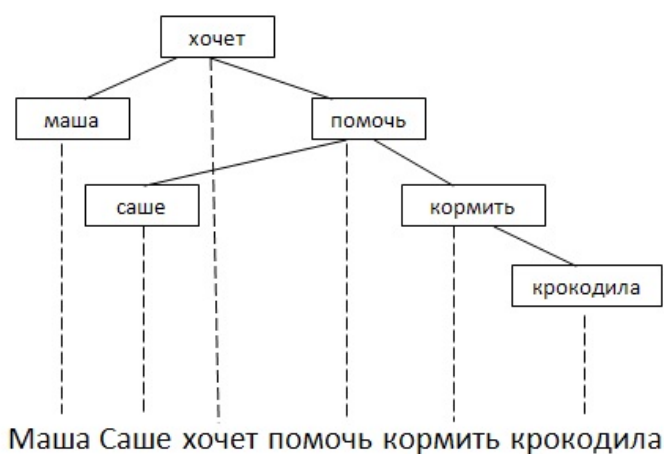 хочет
маша
помочь
саше
кормить
крокодила
Маша Саше хочет помочь кормить крокодила